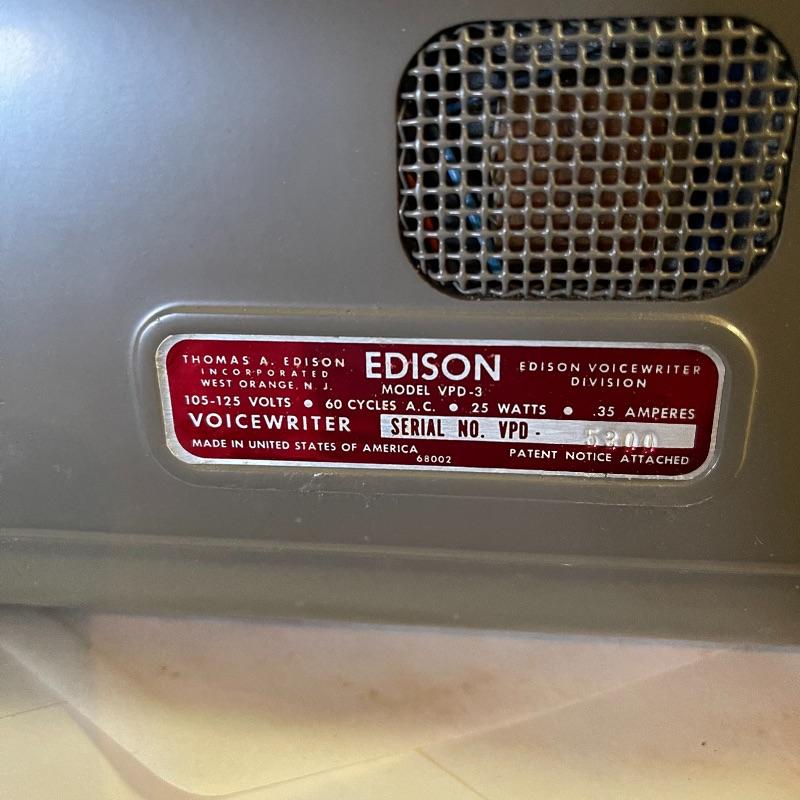 THOMAS A. EDISON
INCORPORATED
WEST ORANGE, N. J.
EDISON
MODEL VPD-3
EDISON VOICEWRITER
DIVISION
105-125 VOLTS • 60 CYCLES A.C. • 25 WATTS • .35 AMPERES
VOICEWRITER SERIAL NO. VPD - 5300
MADE IN UNITED STATES OF AMERICA
68002
PATENT NOTICE ATTACHED